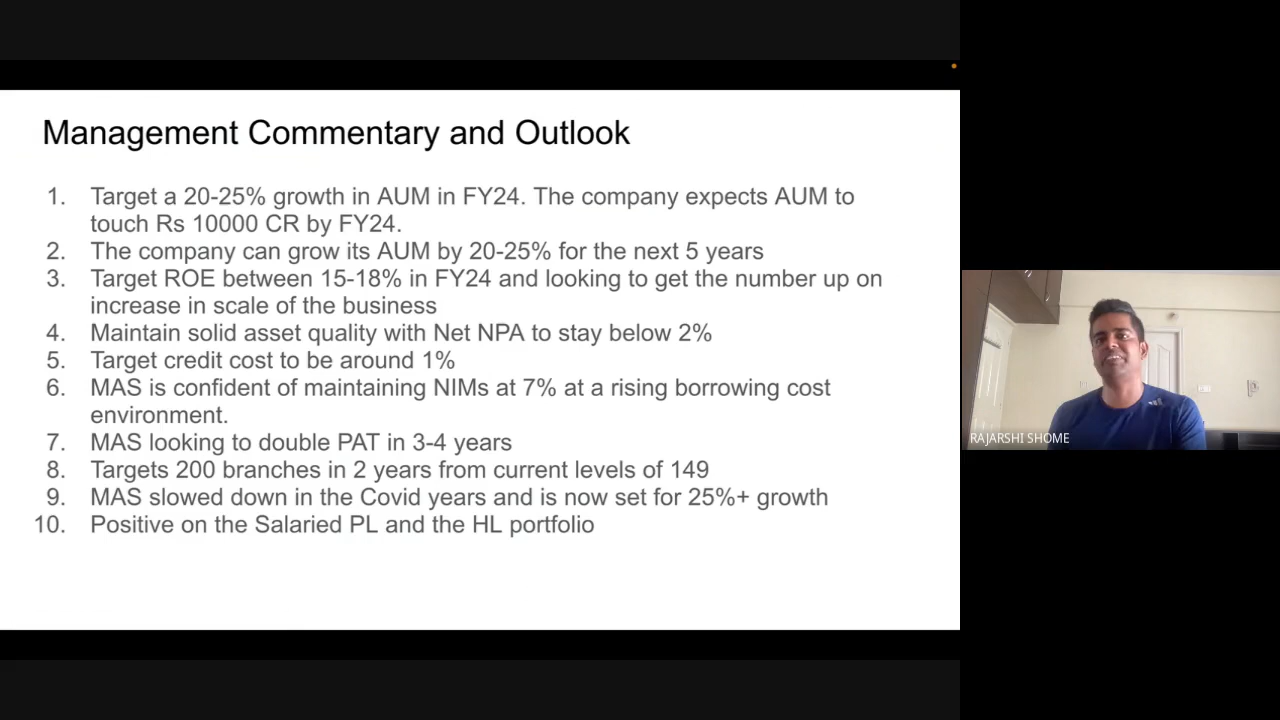 Management Commentary and Outlook
1. Target a 20-25% growth in AUM in FY24. The company expects AUM to
touch Rs 10000 CR by FY24.
2. The company can grow its AUM by 20-25% for the next 5 years
3. Target ROE between 15-18% in FY24 and looking to get the number up on
increase in scale of the business
4. Maintain solid asset quality with Net NPA to stay below 2%
5. Target credit cost to be around 1%
6. MAS is confident of maintaining NIMs at 7% at a rising borrowing cost
environment.
7. MAS looking to double PAT in 3-4 years
8. Targets 200 branches in 2 years from current levels of 149
9. MAS slowed down in the Covid years and is now set for 25%+ growth
10. Positive on the Salaried PL and the HL portfolio
RAJARSHI SHOME